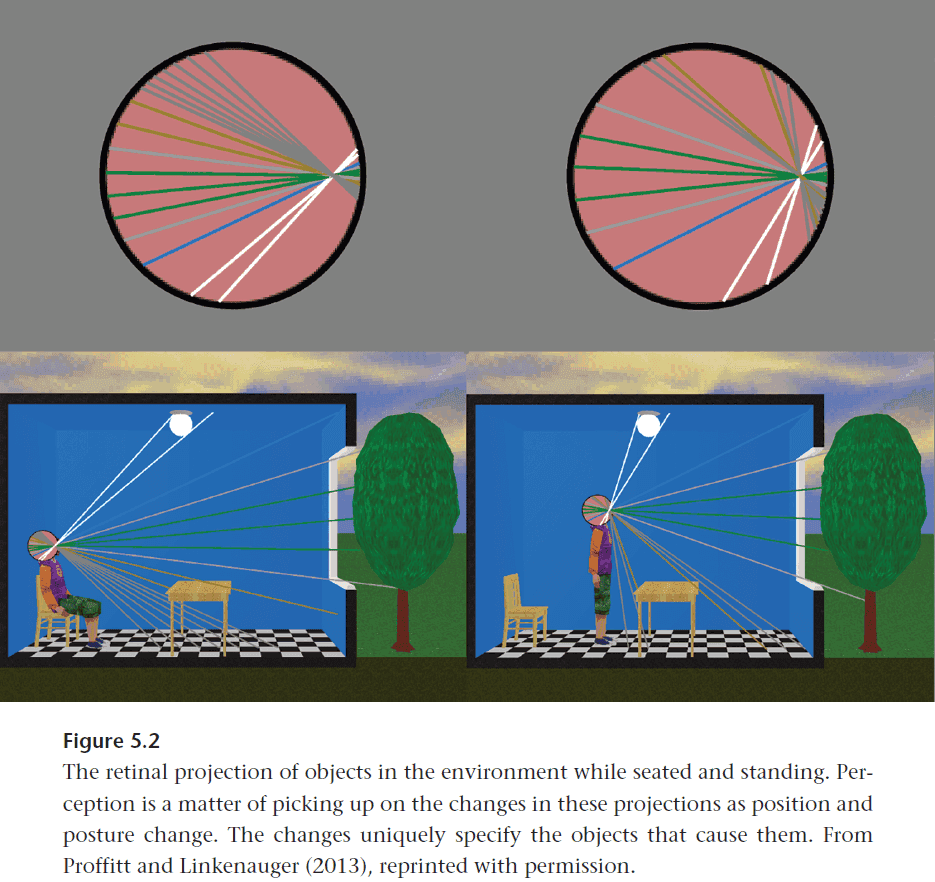 Figure 5.2
The retinal projection of objects in the environment while seated and standing. Per-
ception is a matter of picking up on the changes in these projections as position and
posture change. The changes uniquely specify the objects that cause them. From
Proffitt and Linkenauger (2013), reprinted with permission.